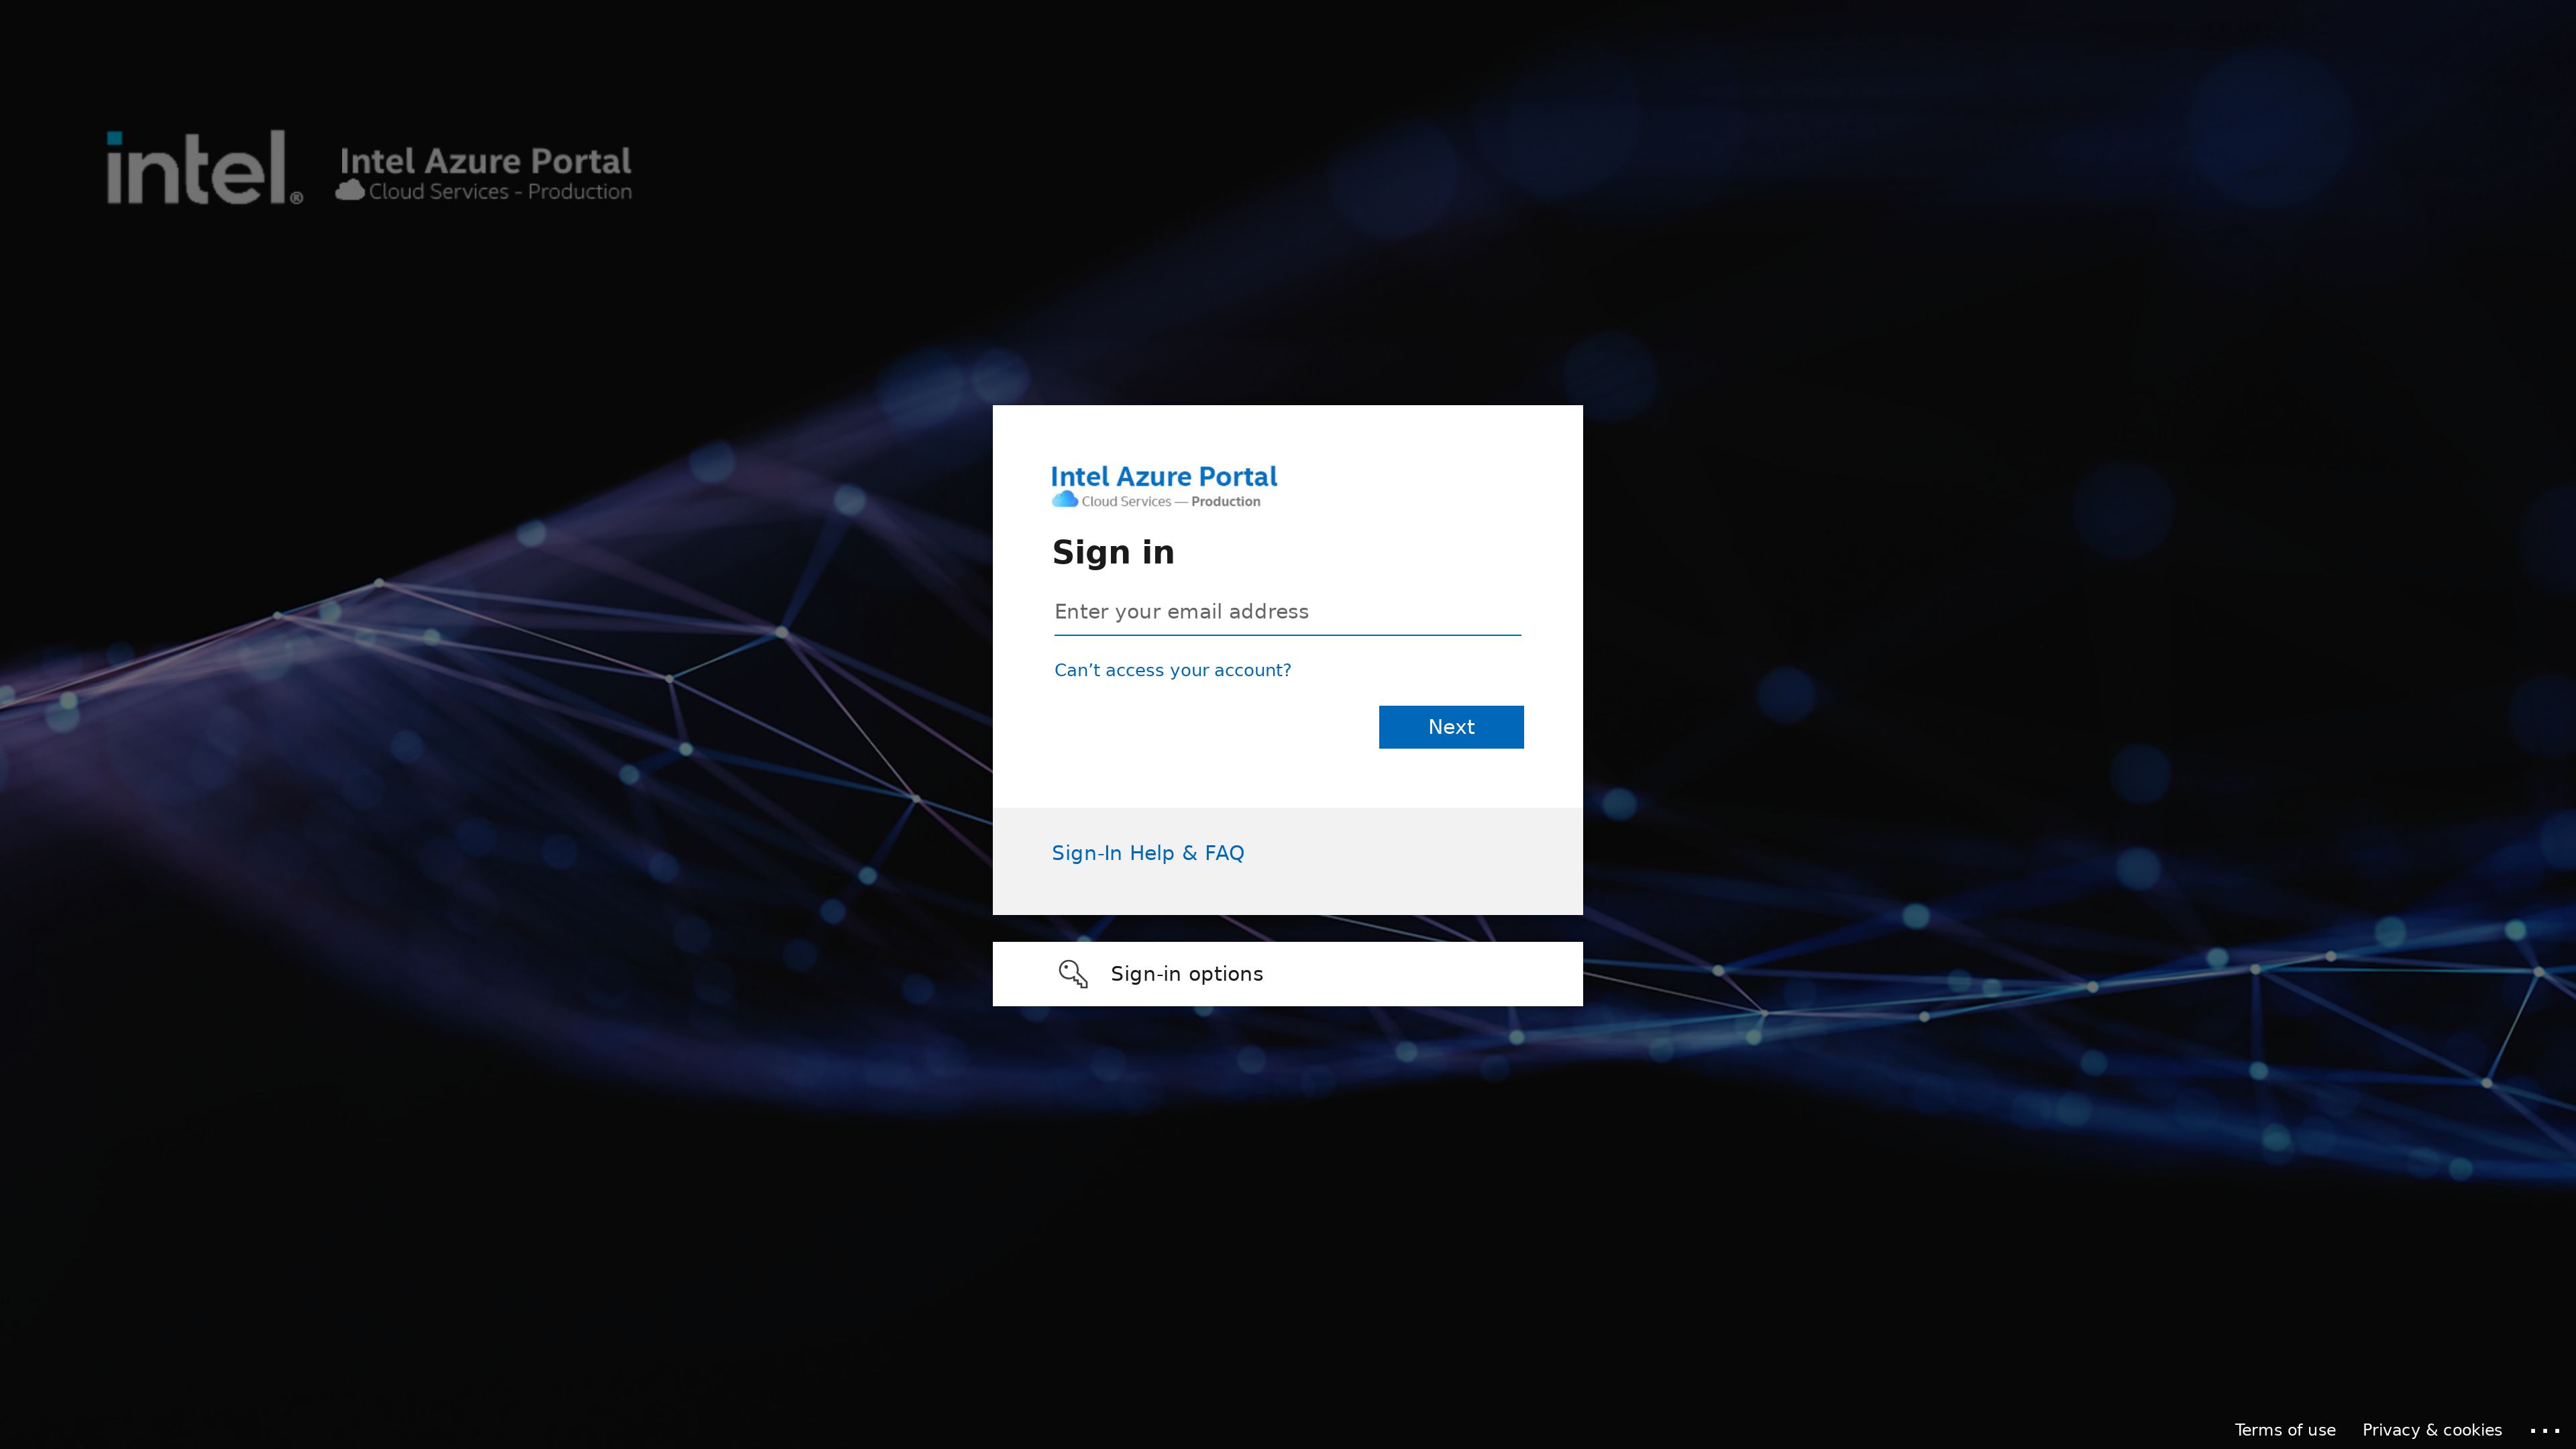 intel®
Intel Azure Portal
Cloud Services - Production
Intel Azure Portal
Cloud Services — Production
Sign in
Enter your email address
Can’t access your account?
Next
Sign-In Help & FAQ
Sign-in options
Terms of use Privacy & cookies ...